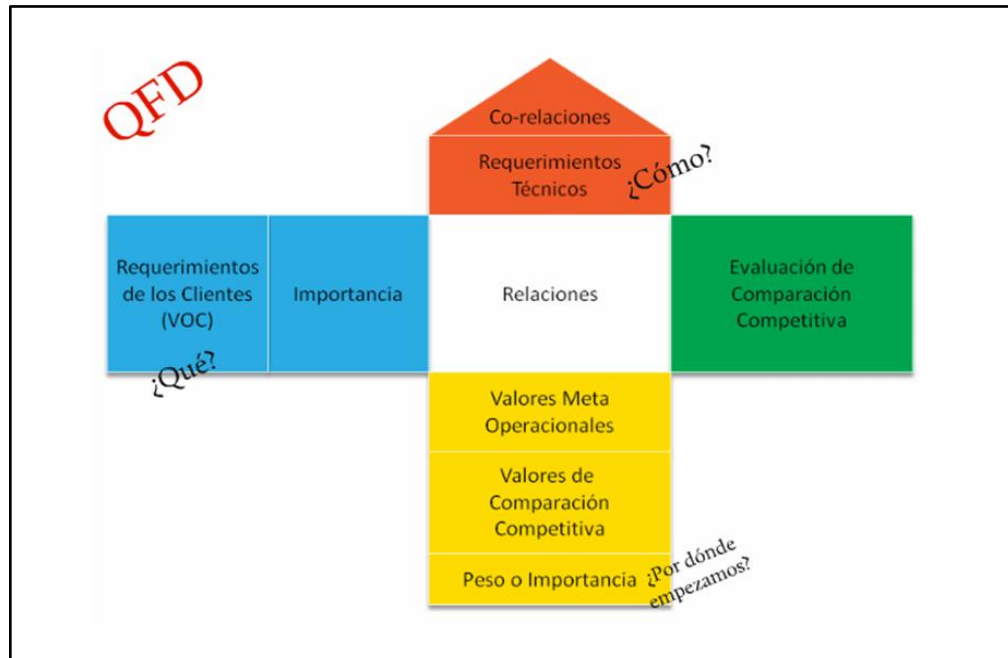 QFD
Co-relaciones
Requerimientos
Técnicos
¿Cómo?
Requerimientos
de los Clientes
(VOC)
¿Qué?
Importancia
Relaciones
Evaluación de
Comparación
Competitiva
Valores Meta
Operacionales
Valores de
Comparación
Competitiva
Peso o Importancia
¿Por dónde
empezamos?